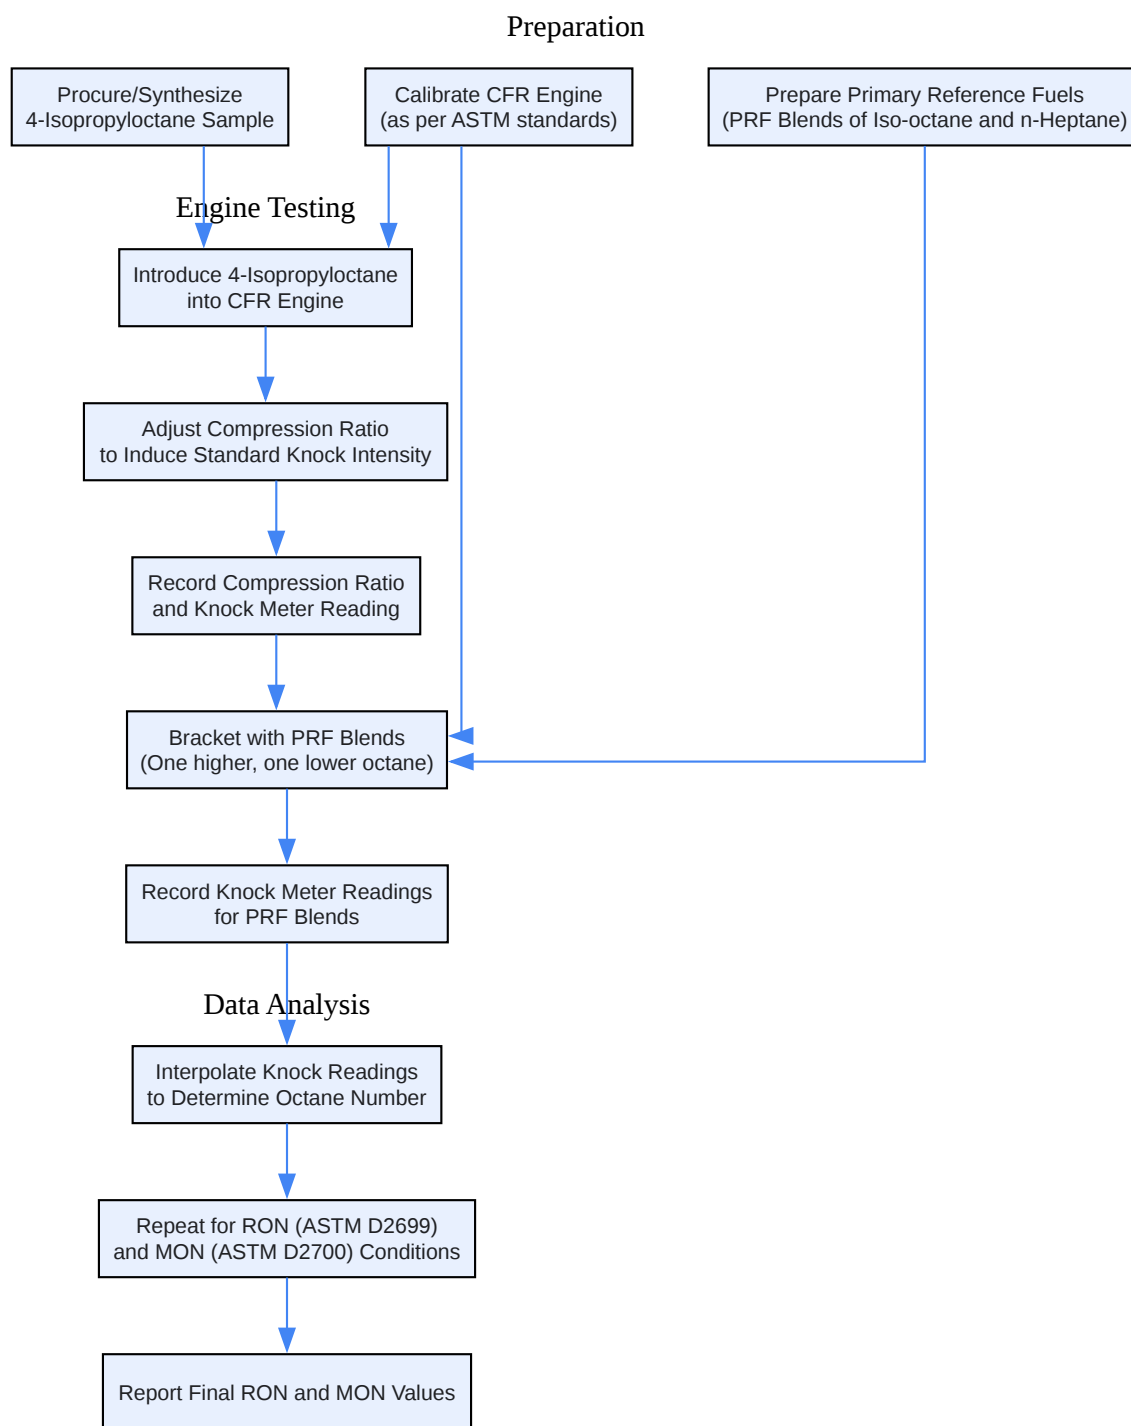 Preparation
Procure/Synthesize
4-Isopropyloctane Sample
Calibrate CFR Engine
(as per ASTM standards)
Prepare Primary Reference Fuels
(PRF Blends of Iso-octane and n-Heptane)
Engine Testing
Introduce 4-Isopropyloctane
into CFR Engine
Adjust Compression Ratio
to Induce Standard Knock Intensity
Record Compression Ratio
and Knock Meter Reading
Bracket with PRF Blends
(One higher, one lower octane)
Record Knock Meter Readings
for PRF Blends
Data Analysis
Interpolate Knock Readings
to Determine Octane Number
Repeat for RON (ASTM D2699)
and MON (ASTM D2700) Conditions
Report Final RON and MON Values